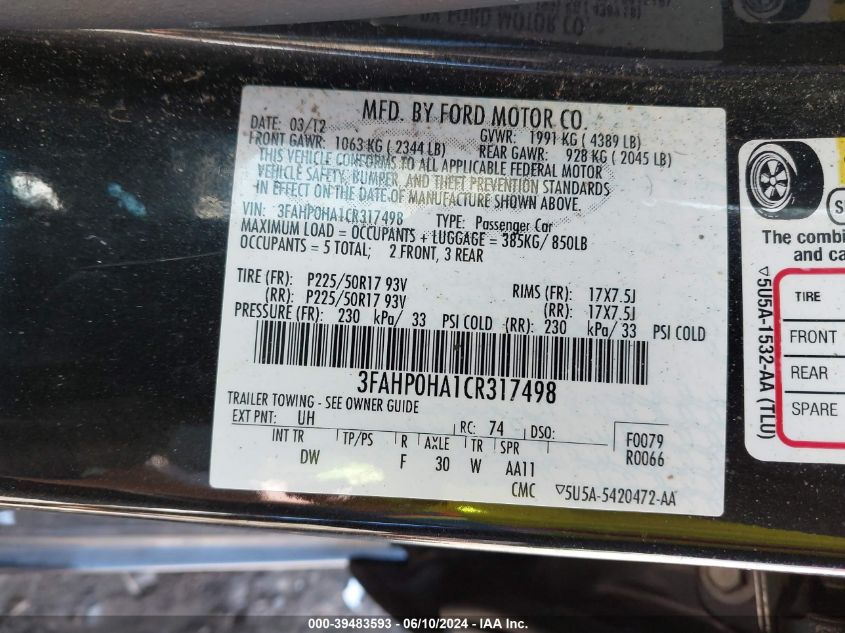 BY FORD MOTOR CO.
MFD. BY FORD MOTOR CO.
DATE: 03/12 GVWR: 1991 KG ( 4389 LB)
FRONT GAWR: 1063 KG ( 2344 LB) REAR GAWR: 928 KG ( 2045 LB)
THIS VEHICLE CONFORMS TO ALL APPLICABLE FEDERAL MOTOR
VEHICLE SAFETY, BUMPER, AND THEFT PREVENTION STANDARDS
IN EFFECT ON THE DATE OF MANUFACTURE SHOWN ABOVE.
VIN: 3FAHP0HA1CR317498 TYPE: Passenger Car
MAXIMUM LOAD = OCCUPANTS + LUGGAGE = 385KG/ 850LB
OCCUPANTS = 5 TOTAL; 2 FRONT, 3 REAR
TIRE (FR): P225/50R17 93V RIMS (FR): 17X7.5J
(RR): P225/50R17 93V (RR): 17X7.5J
PRESSURE (FR): 230 kPa/ 33 PSI COLD (RR): 230 kPa/ 33 PSI COLD
3FAHP0HA1CR317498
TRAILER TOWING - SEE OWNER GUIDE
EXT PNT: UH RC: 74 DSO: F0079
INT TR TP/PS R AXLE TR SPR R0066
DW F 30 W AA11
CMC ▽5U5A-5420472-AA
▽5U5A-1532-AA (TLU)
The combi
and ca
TIRE
FRONT
REAR
SPARE
000-39483593 - 06/10/2024 - IAA Inc.